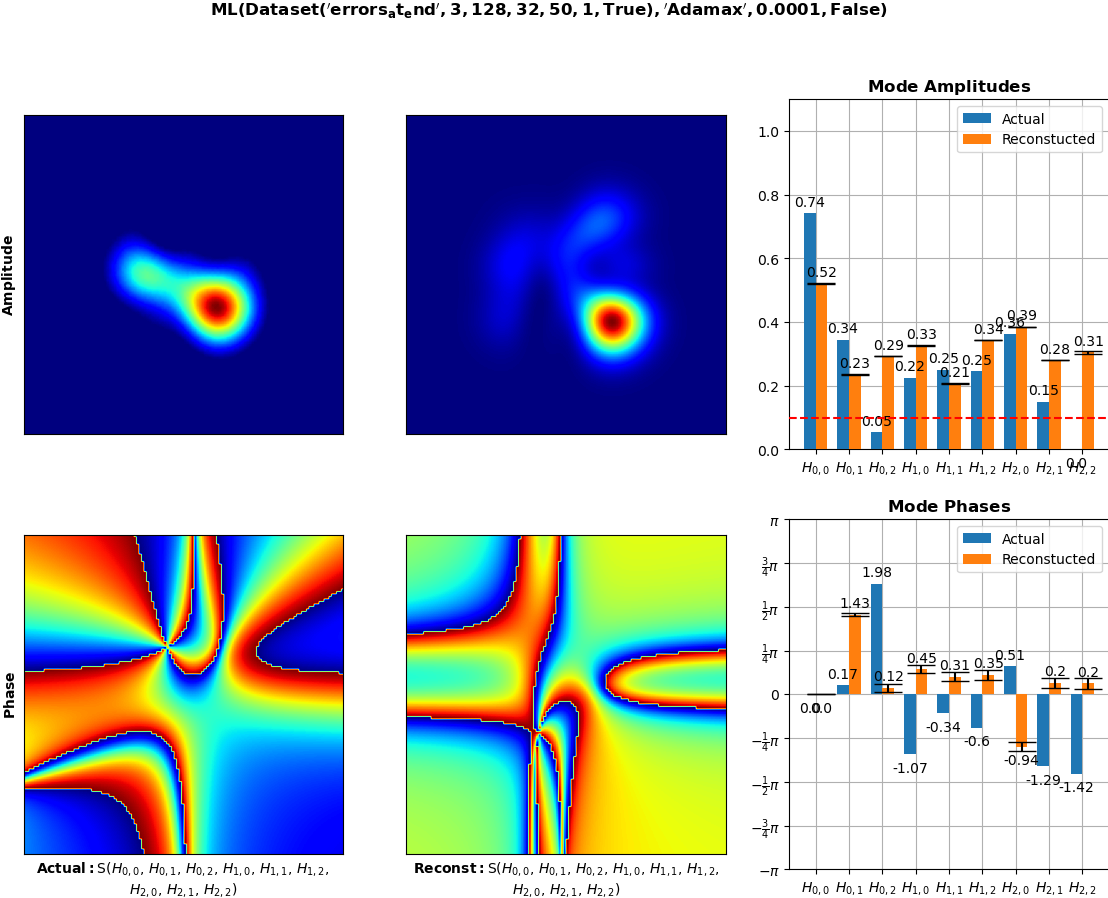 ML(Dataset('errors_at_end', 3, 128, 32, 50, 1, True), 'Adamax', 0.0001, False)
Amplitude
Mode Amplitudes
Actual
Reconstucted
1.0
0.8
0.6
0.4
0.2
0.0
0.74
0.52
0.34
0.23
0.05
0.29
0.22
0.33
0.25
0.21
0.25
0.34
0.36
0.39
0.15
0.28
0.0
0.31
H0,0 H0,1 H0,2 H1,0 H1,1 H1,2 H2,0 H2,1 H2,2
Phase
Actual: S(H0,0, H0,1, H0,2, H1,0, H1,1, H1,2,
H2,0, H2,1, H2,2)
Reconst: S(H0,0, H0,1, H0,2, H1,0, H1,1, H1,2,
H2,0, H2,1, H2,2)
Mode Phases
Actual
Reconstucted
π
3/4π
1/2π
1/4π
0
−1/4π
−1/2π
−3/4π
−π
0.0
0.0
0.17
1.43
1.98
0.12
-1.07
0.45
-0.34
0.31
-0.6
0.35
0.51
-0.94
-1.29
0.2
-1.42
0.2
H0,0 H0,1 H0,2 H1,0 H1,1 H1,2 H2,0 H2,1 H2,2